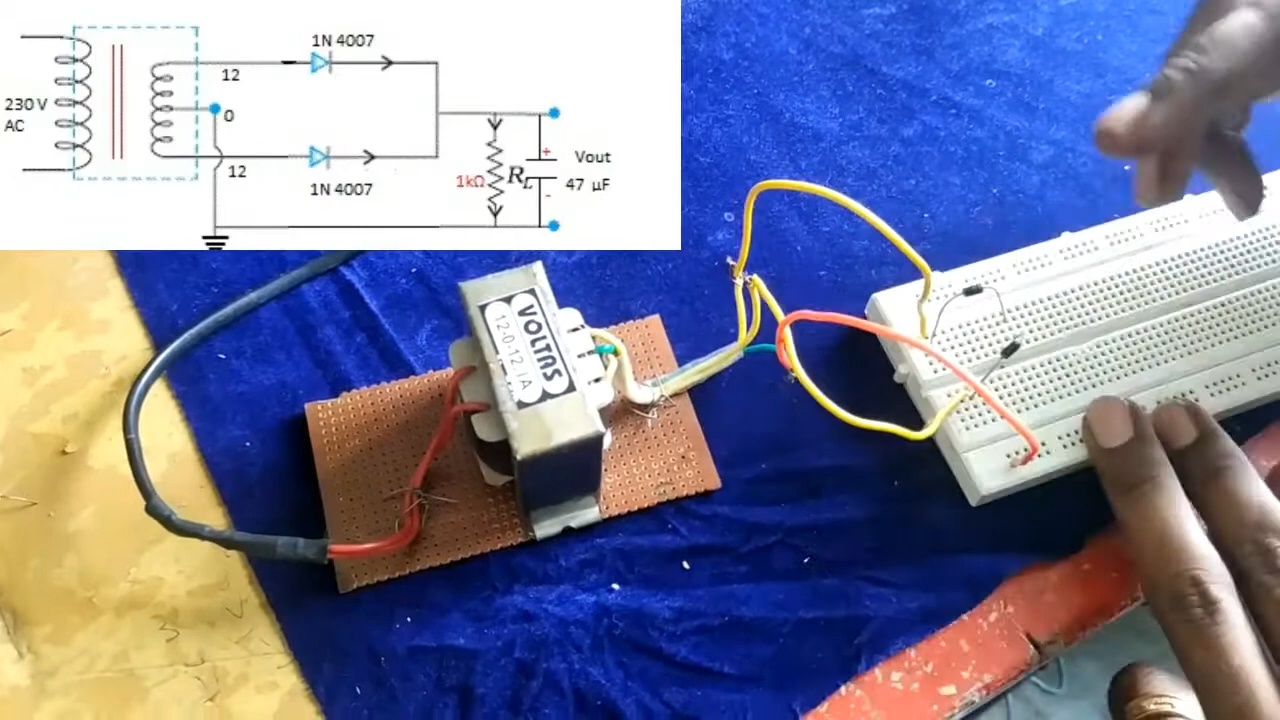 1N 4007
12
230 V
AC
0
12
1N 4007
1kΩ
RL
+
-
Vout
47 µF
VOLTAS
12-0-12 1A